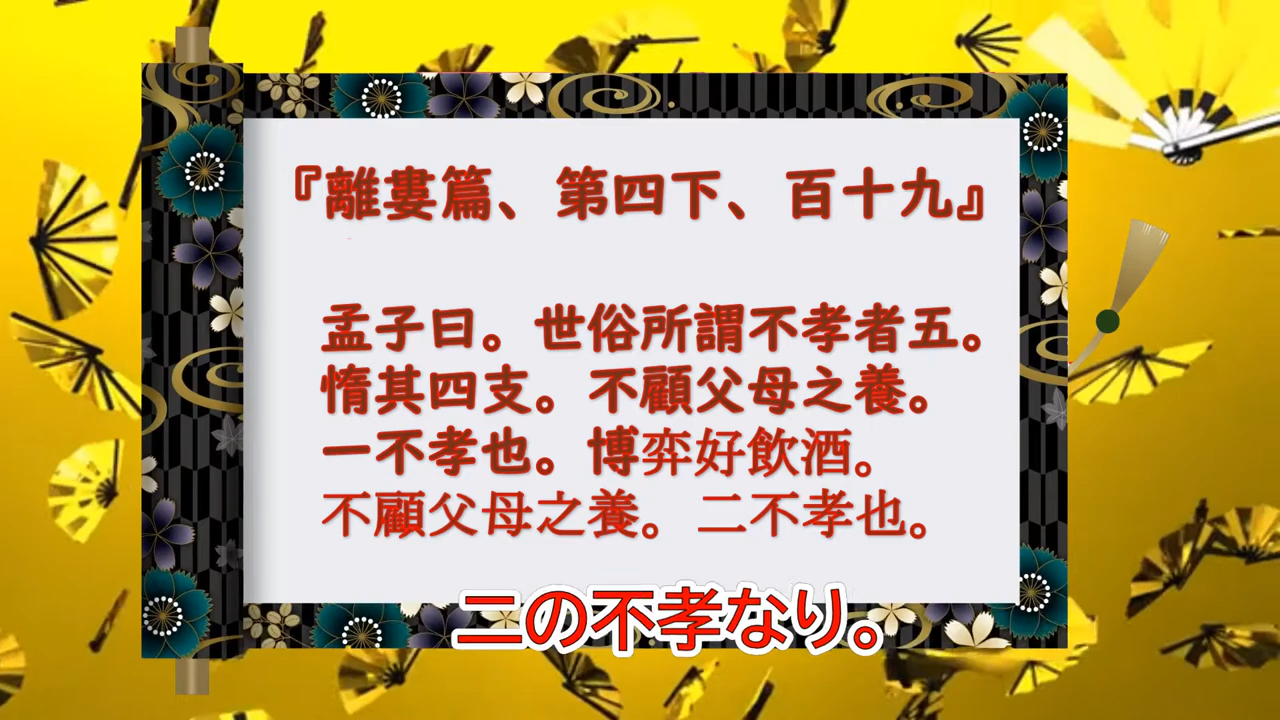 『離婁篇、第四下、百十九』
孟子曰。世俗所謂不孝者五。
惰其四支。不顧父母之養。
一不孝也。博弈好飲酒。
不顧父母之養。二不孝也。
二の不孝なり。